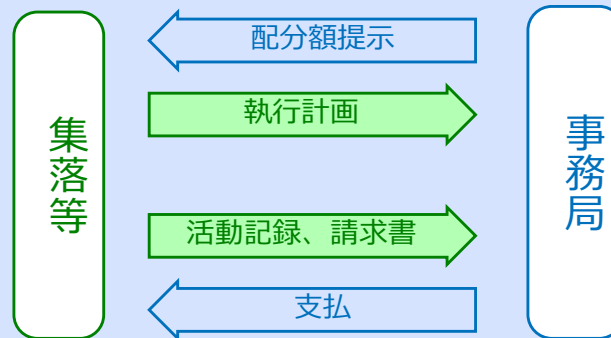 配分額提示
執行計画
集落等
事務局
活動記録、請求書
支払